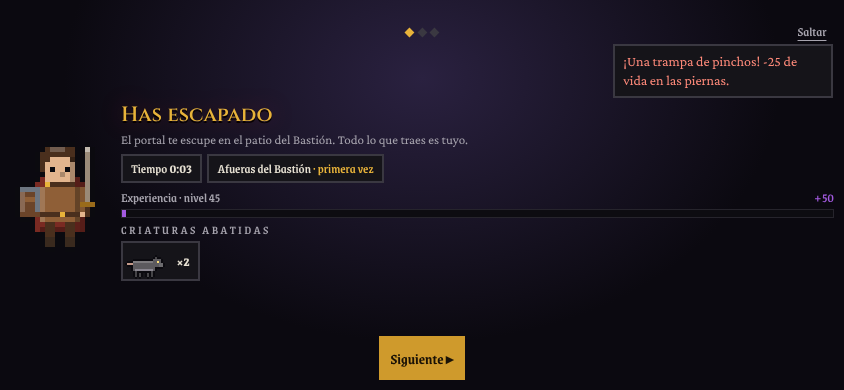 Saltar
¡Una trampa de pinchos! -25 de
vida en las piernas.
Has escapado
El portal te escupe en el patio del Bastión. Todo lo que traes es tuyo.
Tiempo 0:03
Afueras del Bastión · primera vez
Experiencia · nivel 45
+50
CRIATURAS ABATIDAS
×2
Siguiente ▶